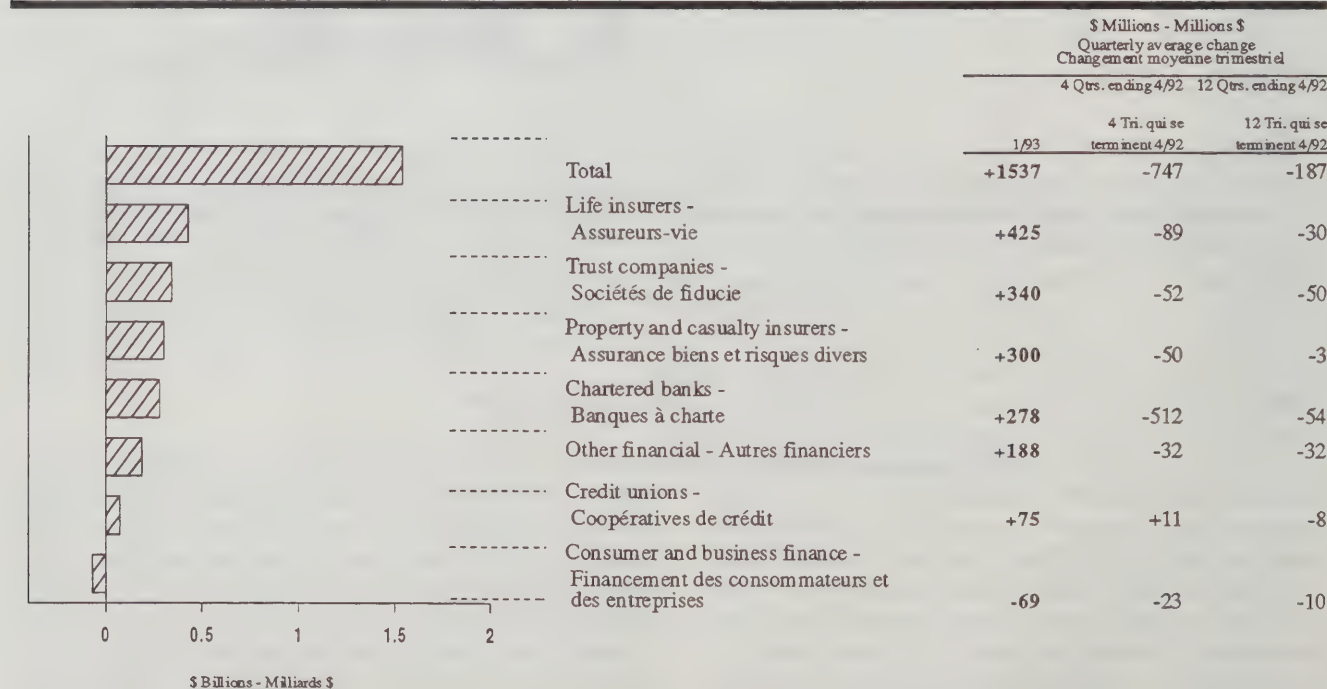 $ Millions - Millions $
Quarterly average change
Changement moyenne trimestriel
4 Qtrs. ending 4/92 12 Qtrs. ending 4/92
4 Tri. qui se 12 Tri. qui se
1/93 terminent 4/92 terminent 4/92
Total +1537 -747 -187
Life insurers -
Assureurs-vie +425 -89 -30
Trust companies -
Sociétés de fiducie +340 -52 -50
Property and casualty insurers -
Assurance biens et risques divers +300 -50 -3
Chartered banks -
Banques à charte +278 -512 -54
Other financial - Autres financiers +188 -32 -32
Credit unions -
Coopératives de crédit +75 +11 -8
Consumer and business finance -
Financement des consommateurs et
des entreprises -69 -23 -10
0 0.5 1 1.5 2
$ Billions - Milliards $